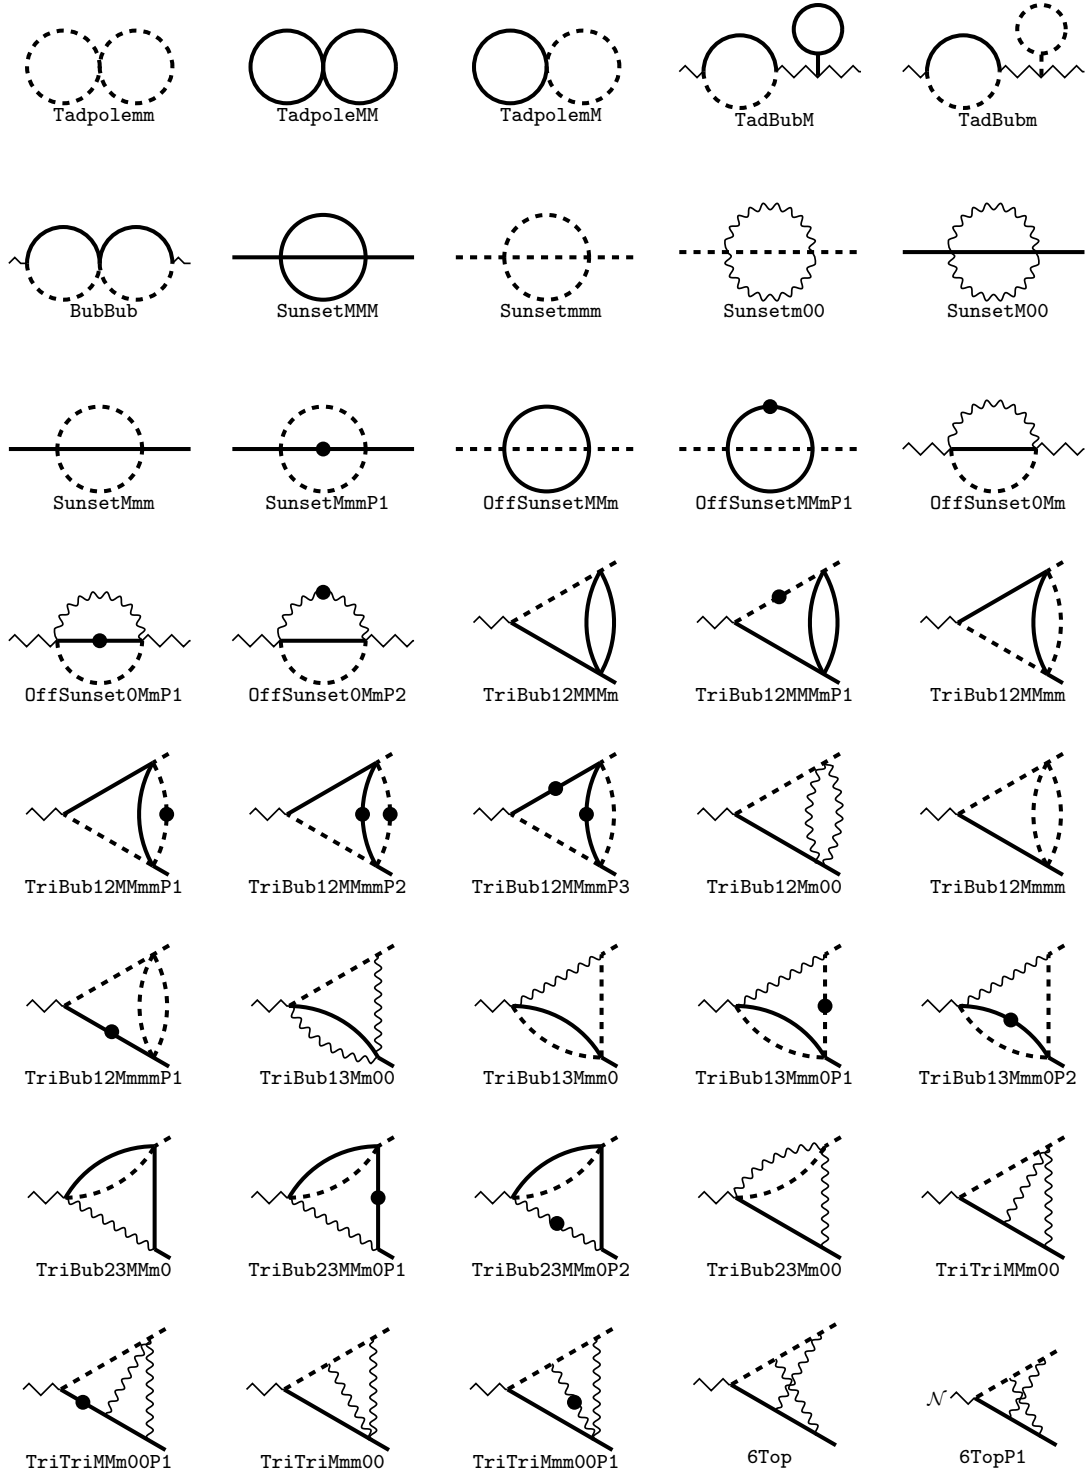 Tadpolemm TadpoleMM TadpolemM TadBubM TadBubm
BubBub SunsetMMM Sunsetmmm Sunsetm00 SunsetM00
SunsetMmm SunsetMmmP1 OffSunsetMMm OffSunsetMMmP1 OffSunset0Mm
OffSunset0MmP1 OffSunset0MmP2 TriBub12MMMm TriBub12MMMmP1 TriBub12MMmm
TriBub12MMmmP1 TriBub12MMmmP2 TriBub12MMmmP3 TriBub12Mm00 TriBub12Mmmm
TriBub12MmmmP1 TriBub13Mm00 TriBub13Mmm0 TriBub13Mmm0P1 TriBub13Mmm0P2
TriBub23MMm0 TriBub23MMm0P1 TriBub23MMm0P2 TriBub23Mm00 TriTriMMm00
𝒩
TriTriMMm00P1 TriTriMmm00 TriTriMmm00P1 6Top 6TopP1